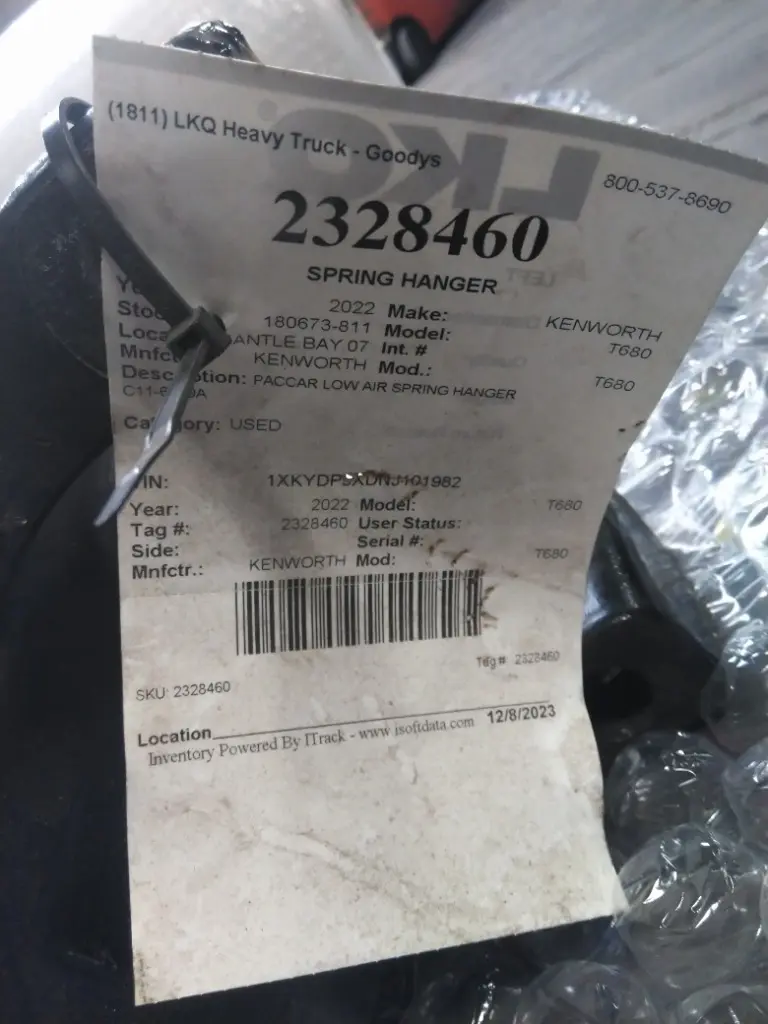 (1811) LKQ Heavy Truck - Goodys 800-537-8690
2328460
SPRING HANGER
2022 Make: KENWORTH
180673-811 Model: T680
BAY 07 Int. #
KENWORTH Mod.: T680
PACCAR LOW AIR SPRING HANGER
USED
Year: 2022 Model: T680
Tag #: 2328460 User Status:
Side: Serial #:
Mnfctr.: KENWORTH Mod: T680
Tag # 2328460
SKU: 2328460
Location 12/8/2023
Inventory Powered By ITrack - www.isoftdata.com